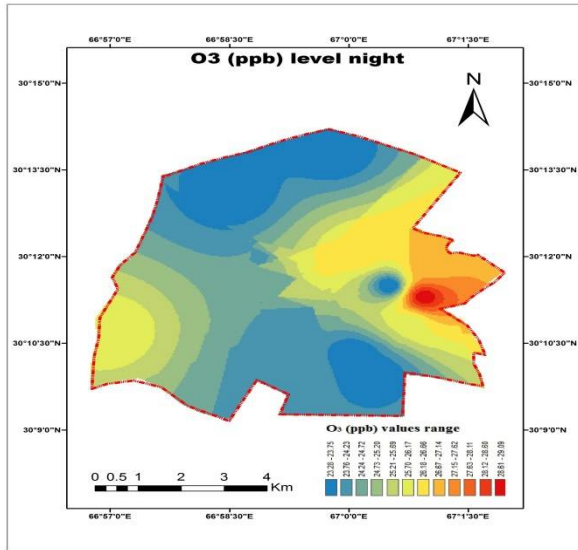 66°57'0"E 66°58'30"E 67°0'0"E 67°1'30"E
O3 (ppb) level night
30°15'0"N 30°15'0"N
N
30°13'30"N 30°13'30"N
30°12'0"N 30°12'0"N
30°10'30"N 30°10'30"N
30°9'0"N 30°9'0"N
O3 (ppb) values range
23.28 - 23.75
23.76 - 24.23
24.24 - 24.72
24.73 - 25.20
25.21 - 25.69
25.70 - 26.17
26.18 - 26.66
26.67 - 27.14
27.15 - 27.62
27.63 - 28.11
28.12 - 28.60
28.61 - 29.09
0 0.5 1 2 3 4
Km
66°57'0"E 66°58'30"E 67°0'0"E 67°1'30"E